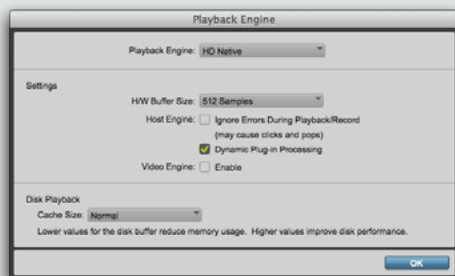 Playback Engine
Playback Engine: HD Native
Settings
H/W Buffer Size: 512 Samples
Host Engine: Ignore Errors During Playback/Record
(may cause clicks and pops)
Dynamic Plug-in Processing
Video Engine: Enable
Disk Playback
Cache Size: Normal
Lower values for the disk buffer reduce memory usage. Higher values improve disk performance.
OK